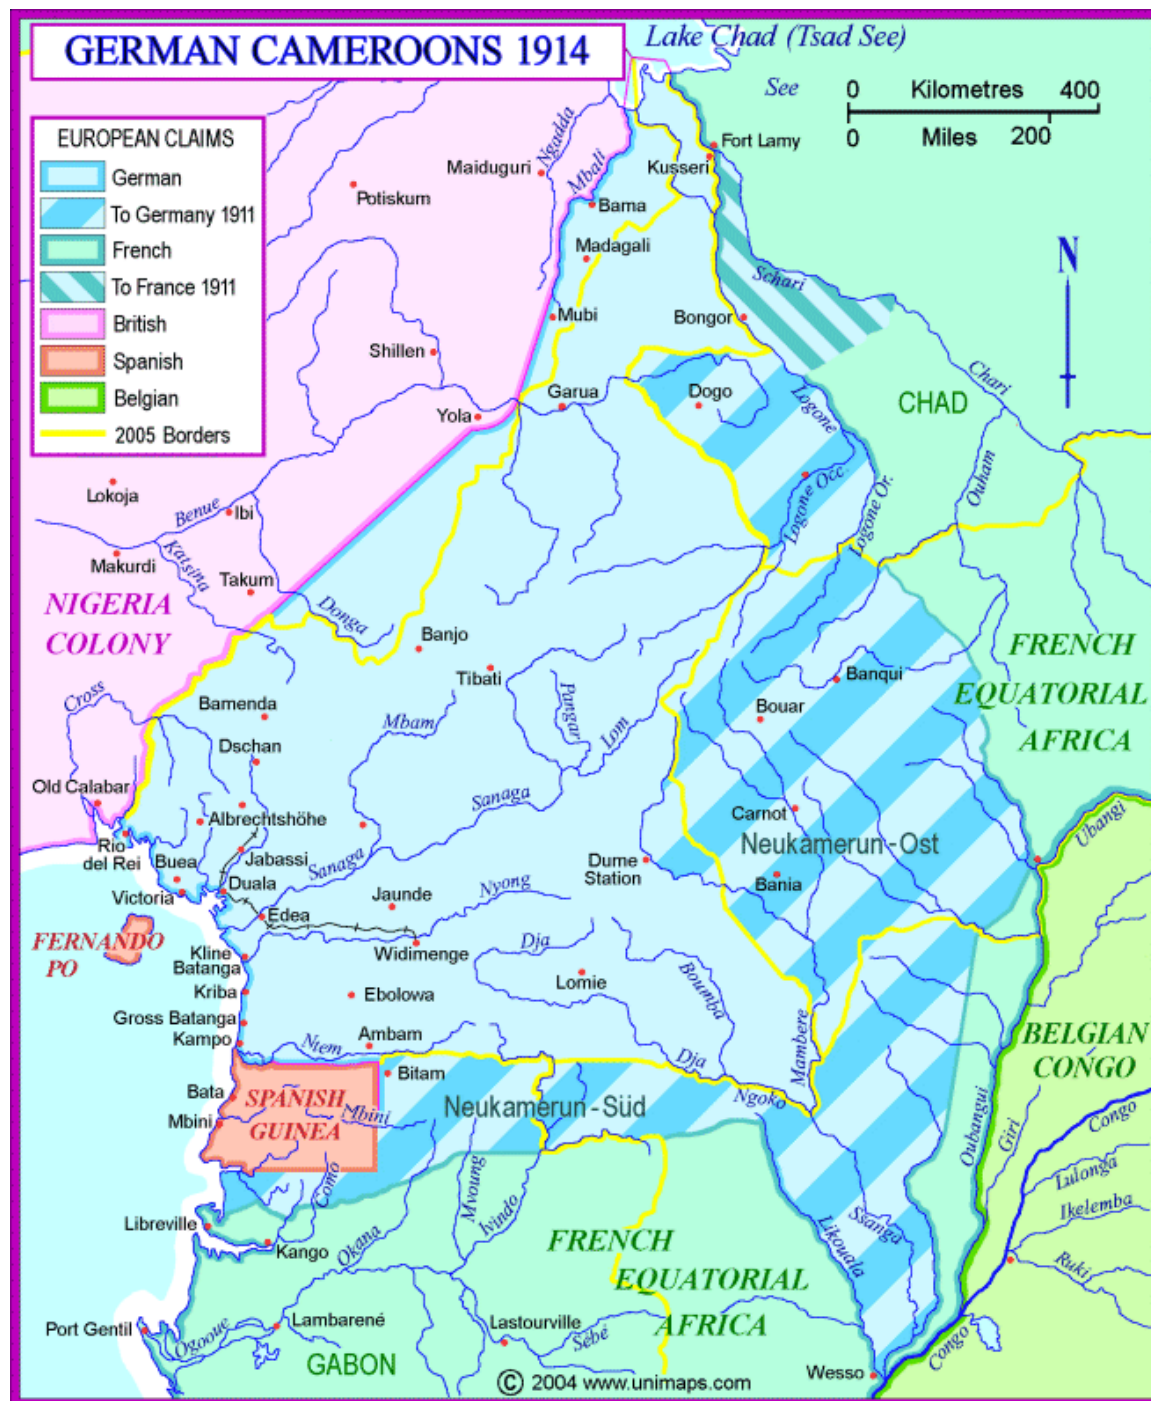 GERMAN CAMEROONS 1914
Lake Chad (Tsad See)
See
0 Kilometres 400
0 Miles 200
EUROPEAN CLAIMS
German
To Germany 1911
French
To France 1911
British
Spanish
Belgian
2005 Borders
N
Ngadda
Maiduguri
Mbali
Kusseri
Fort Lamy
Potiskum
Bama
Madagali
Schari
Mubi
Bongor
Shillen
Chari
Garua
Dogo
CHAD
Yola
Logone
Lokoja
Benue
Ibi
Logone Occ.
Logone Or.
Ouham
Makurdi
Katsina
Takum
NIGERIA
COLONY
Donga
Banjo
Tibati
FRENCH
EQUATORIAL
AFRICA
Banqui
Cross
Bamenda
Mbam
Pangar
Lom
Bouar
Dschan
Old Calabar
Sanaga
Albrechtshöhe
Carnot
Ubangi
Rio
del Rei
Buea
Jabassi
Sanaga
Neukamerun-Ost
Dume
Station
Bania
Victoria
Duala
Jaunde
Nyong
Edea
FERNANDO
PO
Kline
Batanga
Widimenge
Dja
Lomie
Boumba
Kriba
Ebolowa
Gross Batanga
Kampo
Ntem
Ambam
Dja
Mambere
BELGIAN
CONGO
Bata
SPANISH
GUINEA
Bitam
Mbini
Mbini
Neukamerun-Süd
Ngoko
Oubangui
Giri
Congo
Lulonga
Ikelemba
Ruki
Como
Mvoung
Ivindo
Libreville
Kango
Okana
FRENCH
EQUATORIAL
AFRICA
Likouala
Ssanga
Port Gentil
Ogooue
Lambarené
Lastourville
Sébé
GABON
Wesso
Congo
© 2004 www.unimaps.com